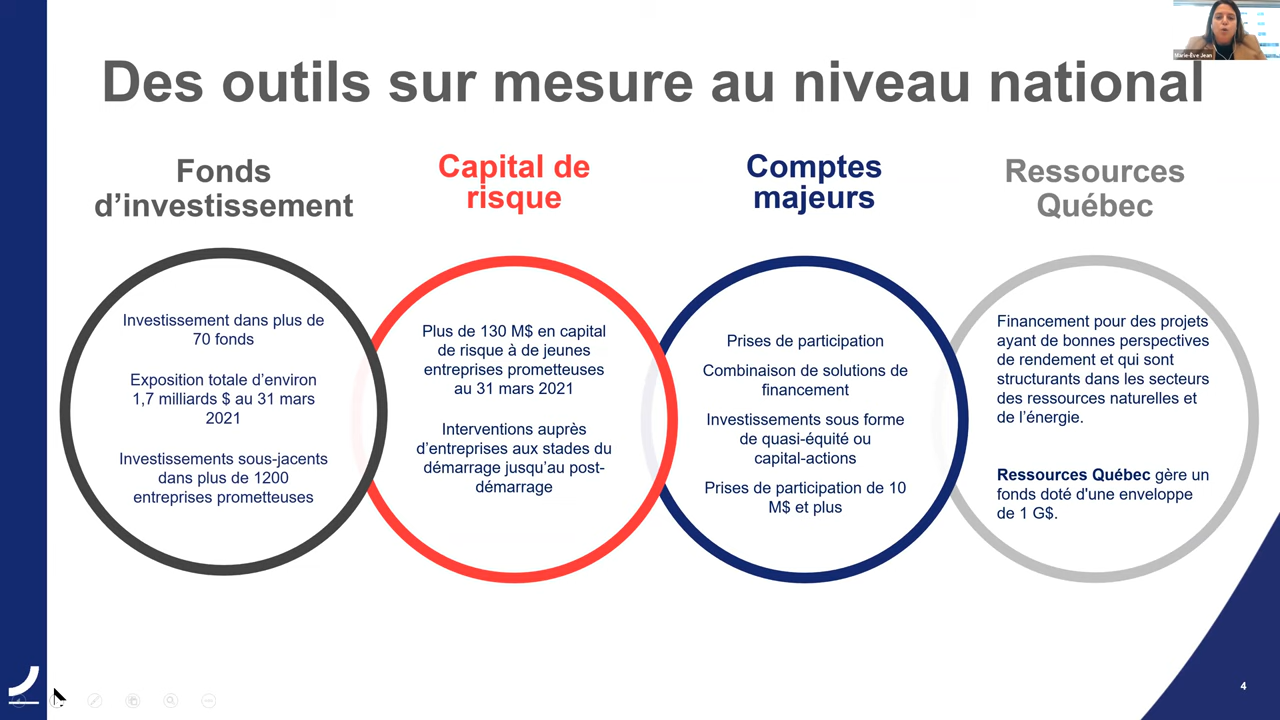 Marie-Ève Jean
Des outils sur mesure au niveau national
Fonds
d'investissement
Investissement dans plus de
70 fonds
Exposition totale d'environ
1,7 milliards $ au 31 mars
2021
Investissements sous-jacents
dans plus de 1200
entreprises prometteuses
Capital de
risque
Plus de 130 M$ en capital
de risque à de jeunes
entreprises prometteuses
au 31 mars 2021
Interventions auprès
d'entreprises aux stades du
démarrage jusqu'au post-
démarrage
Comptes
majeurs
Prises de participation
Combinaison de solutions de
financement
Investissements sous forme
de quasi-équité ou
capital-actions
Prises de participation de 10
M$ et plus
Ressources
Québec
Financement pour des projets
ayant de bonnes perspectives
de rendement et qui sont
structurants dans les secteurs
des ressources naturelles et
de l'énergie.
Ressources Québec gère un
fonds doté d'une enveloppe
de 1 G$.
4